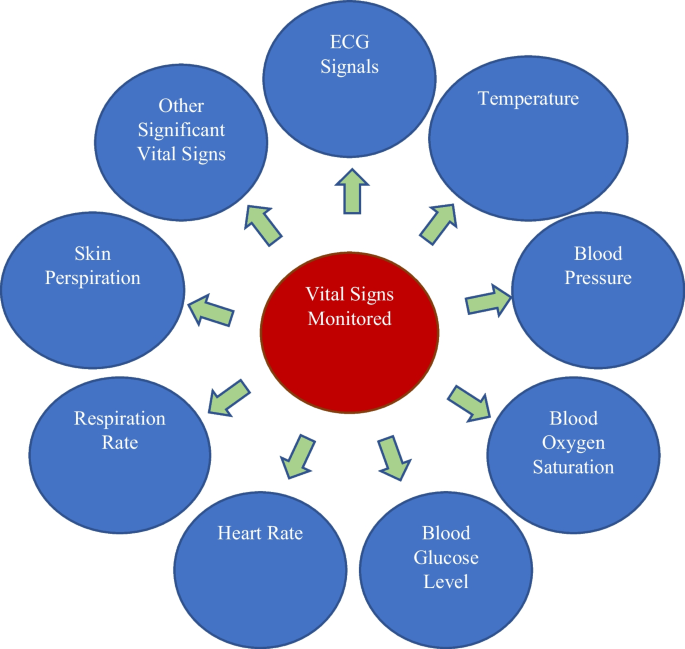 ECG
Signals
Temperature
Blood
Pressure
Blood
Oxygen
Saturation
Blood
Glucose
Level
Heart Rate
Respiration
Rate
Skin
Perspiration
Other
Significant
Vital Signs
Vital Signs
Monitored